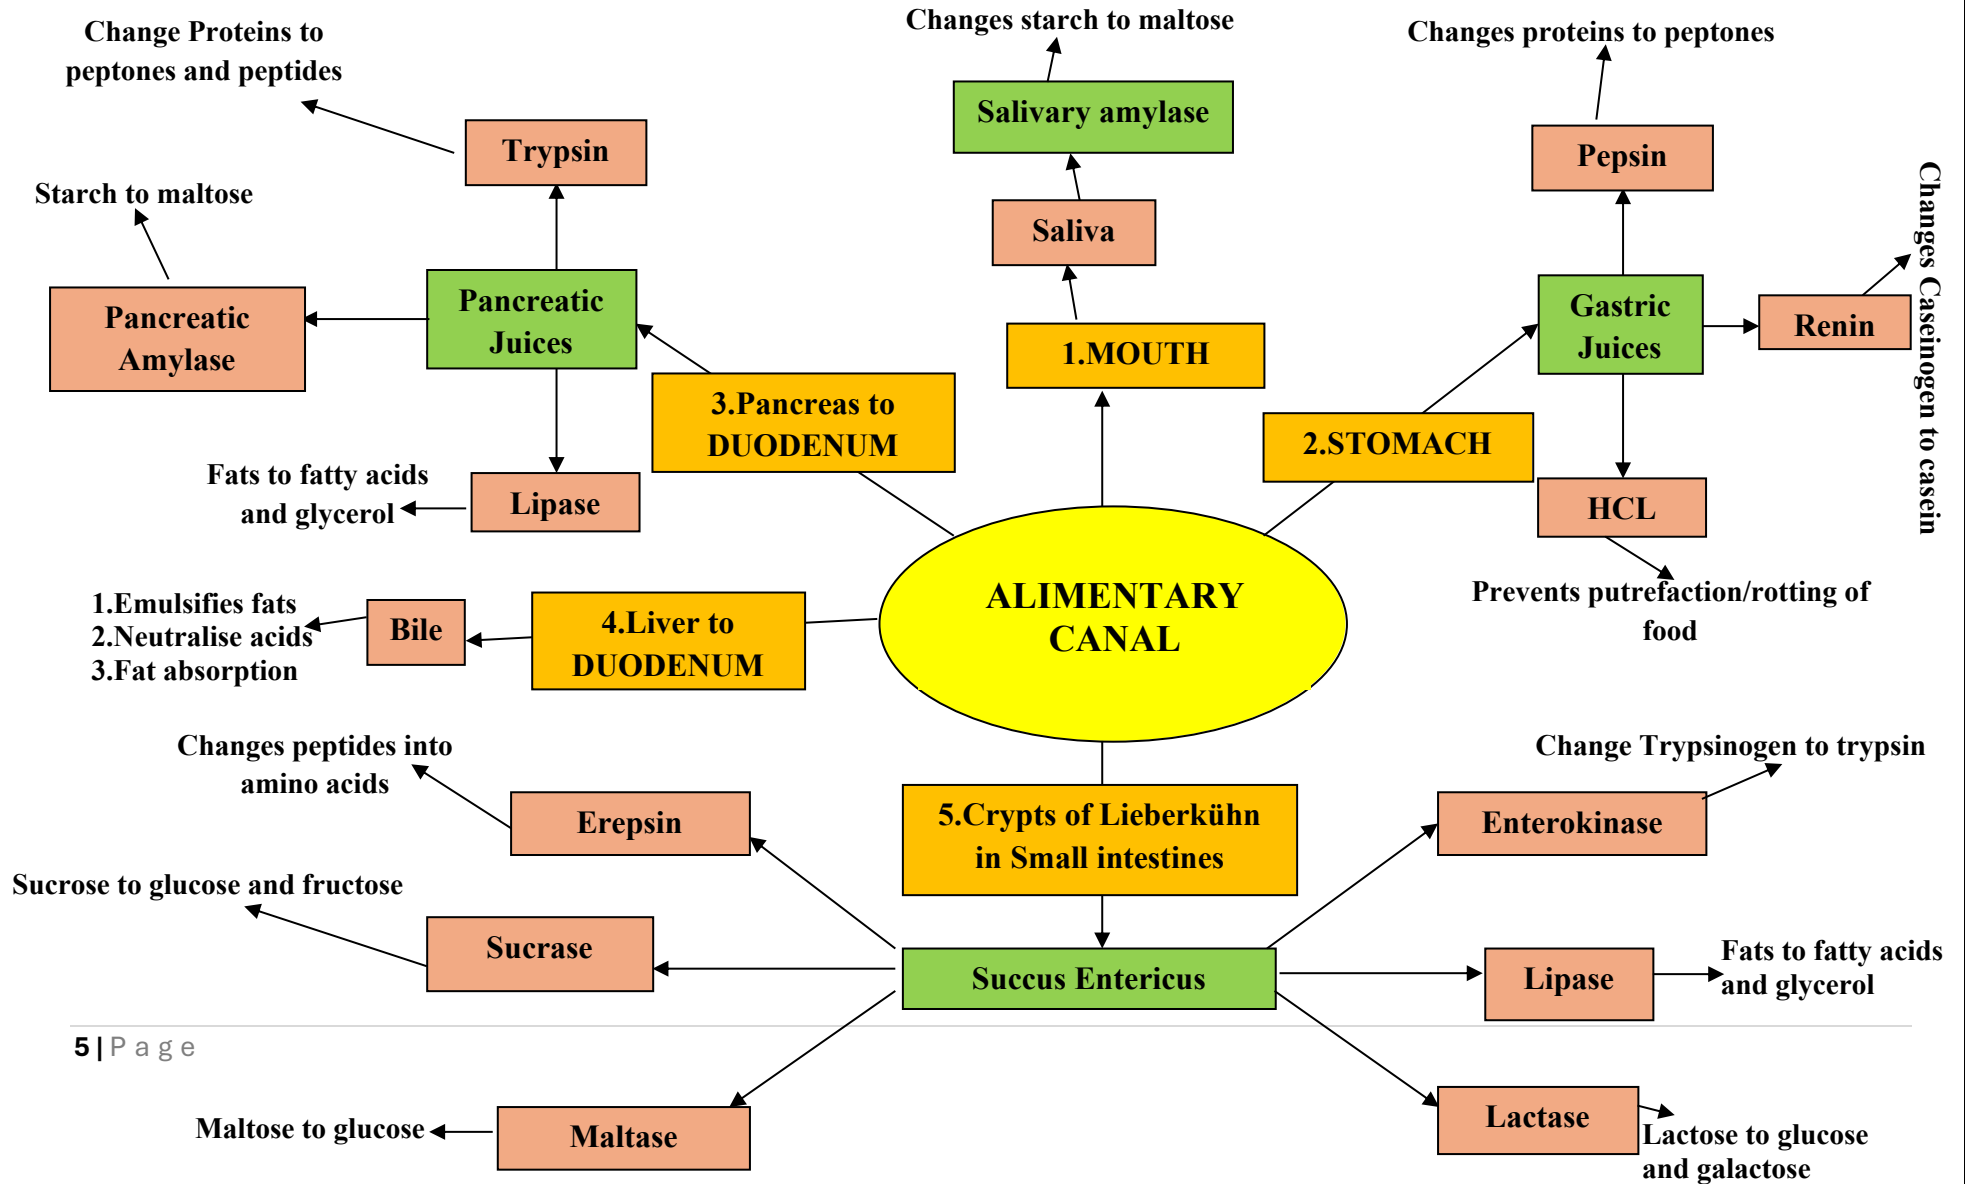 Changes starch to maltose
Salivary amylase
Saliva
1.MOUTH
Changes proteins to peptones
Pepsin
Gastric
Juices
Renin
Changes Caseinogen to casein
2.STOMACH
HCL
Prevents putrefaction/rotting of
food
Change Proteins to
peptones and peptides
Trypsin
Starch to maltose
Pancreatic
Amylase
Pancreatic
Juices
3.Pancreas to
DUODENUM
Fats to fatty acids
and glycerol
Lipase
ALIMENTARY
CANAL
1.Emulsifies fats
2.Neutralise acids
3.Fat absorption
Bile
4.Liver to
DUODENUM
Changes peptides into
amino acids
Erepsin
5.Crypts of Lieberkühn
in Small intestines
Change Trypsinogen to trypsin
Enterokinase
Sucrose to glucose and fructose
Sucrase
Succus Entericus
Lipase
Fats to fatty acids
and glycerol
5 | Page
Maltose to glucose
Maltase
Lactase
Lactose to glucose
and galactose